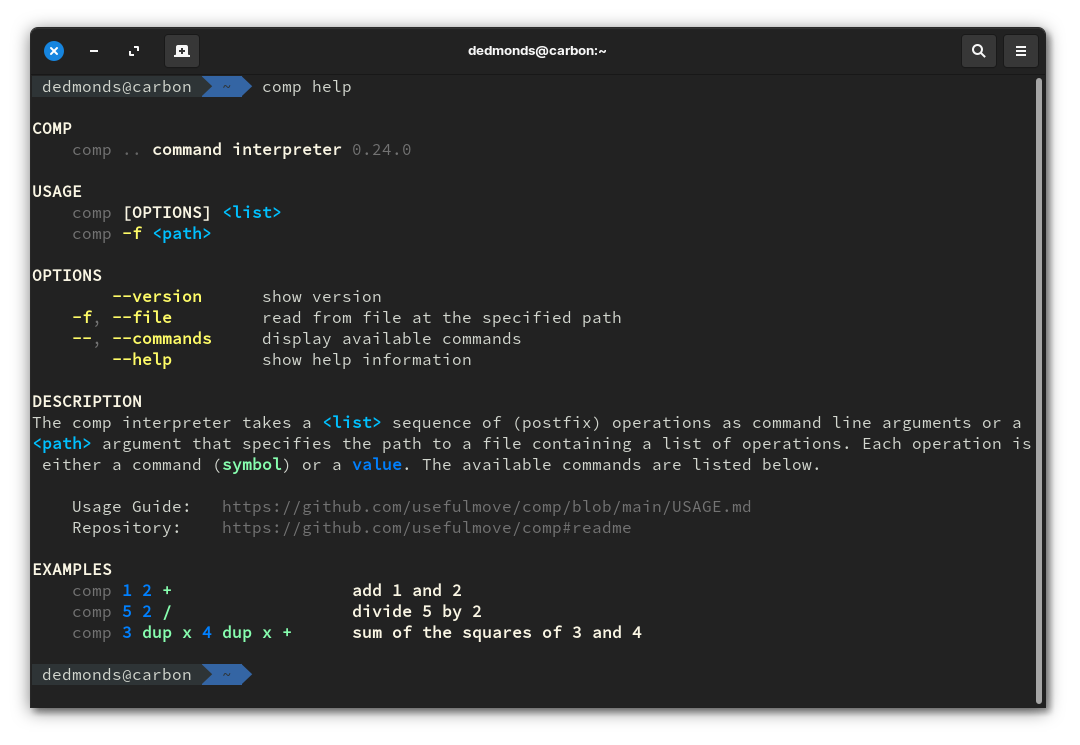 dedmonds@carbon:~
dedmonds@carbon ~ comp help
COMP
comp .. command interpreter 0.24.0
USAGE
comp [OPTIONS] <list>
comp -f <path>
OPTIONS
--version show version
-f, --file read from file at the specified path
--, --commands display available commands
--help show help information
DESCRIPTION
The comp interpreter takes a <list> sequence of (postfix) operations as command line arguments or a
<path> argument that specifies the path to a file containing a list of operations. Each operation is
either a command (symbol) or a value. The available commands are listed below.
Usage Guide: https://github.com/usefulmove/comp/blob/main/USAGE.md
Repository: https://github.com/usefulmove/comp#readme
EXAMPLES
comp 1 2 + add 1 and 2
comp 5 2 / divide 5 by 2
comp 3 dup x 4 dup x + sum of the squares of 3 and 4
dedmonds@carbon ~